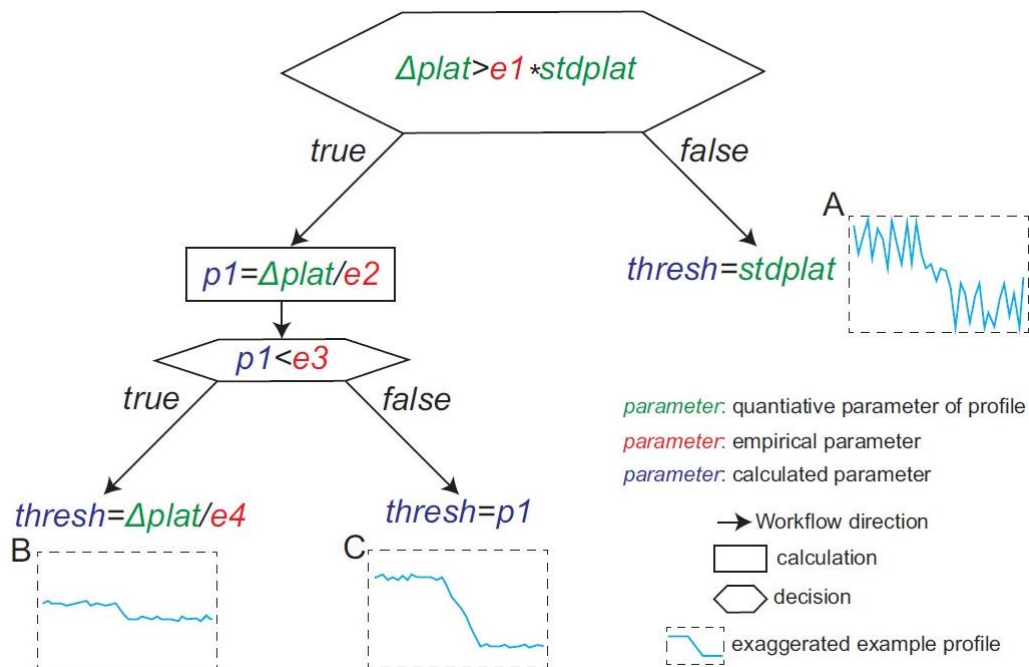 Δplat>e1*stdplat
true
false
A
p1=Δplat/e2
thresh=stdplat
p1<e3
true
false
parameter: quantiative parameter of profile
parameter: empirical parameter
parameter: calculated parameter
thresh=Δplat/e4
thresh=p1
B
C
Workflow direction
calculation
decision
exaggerated example profile